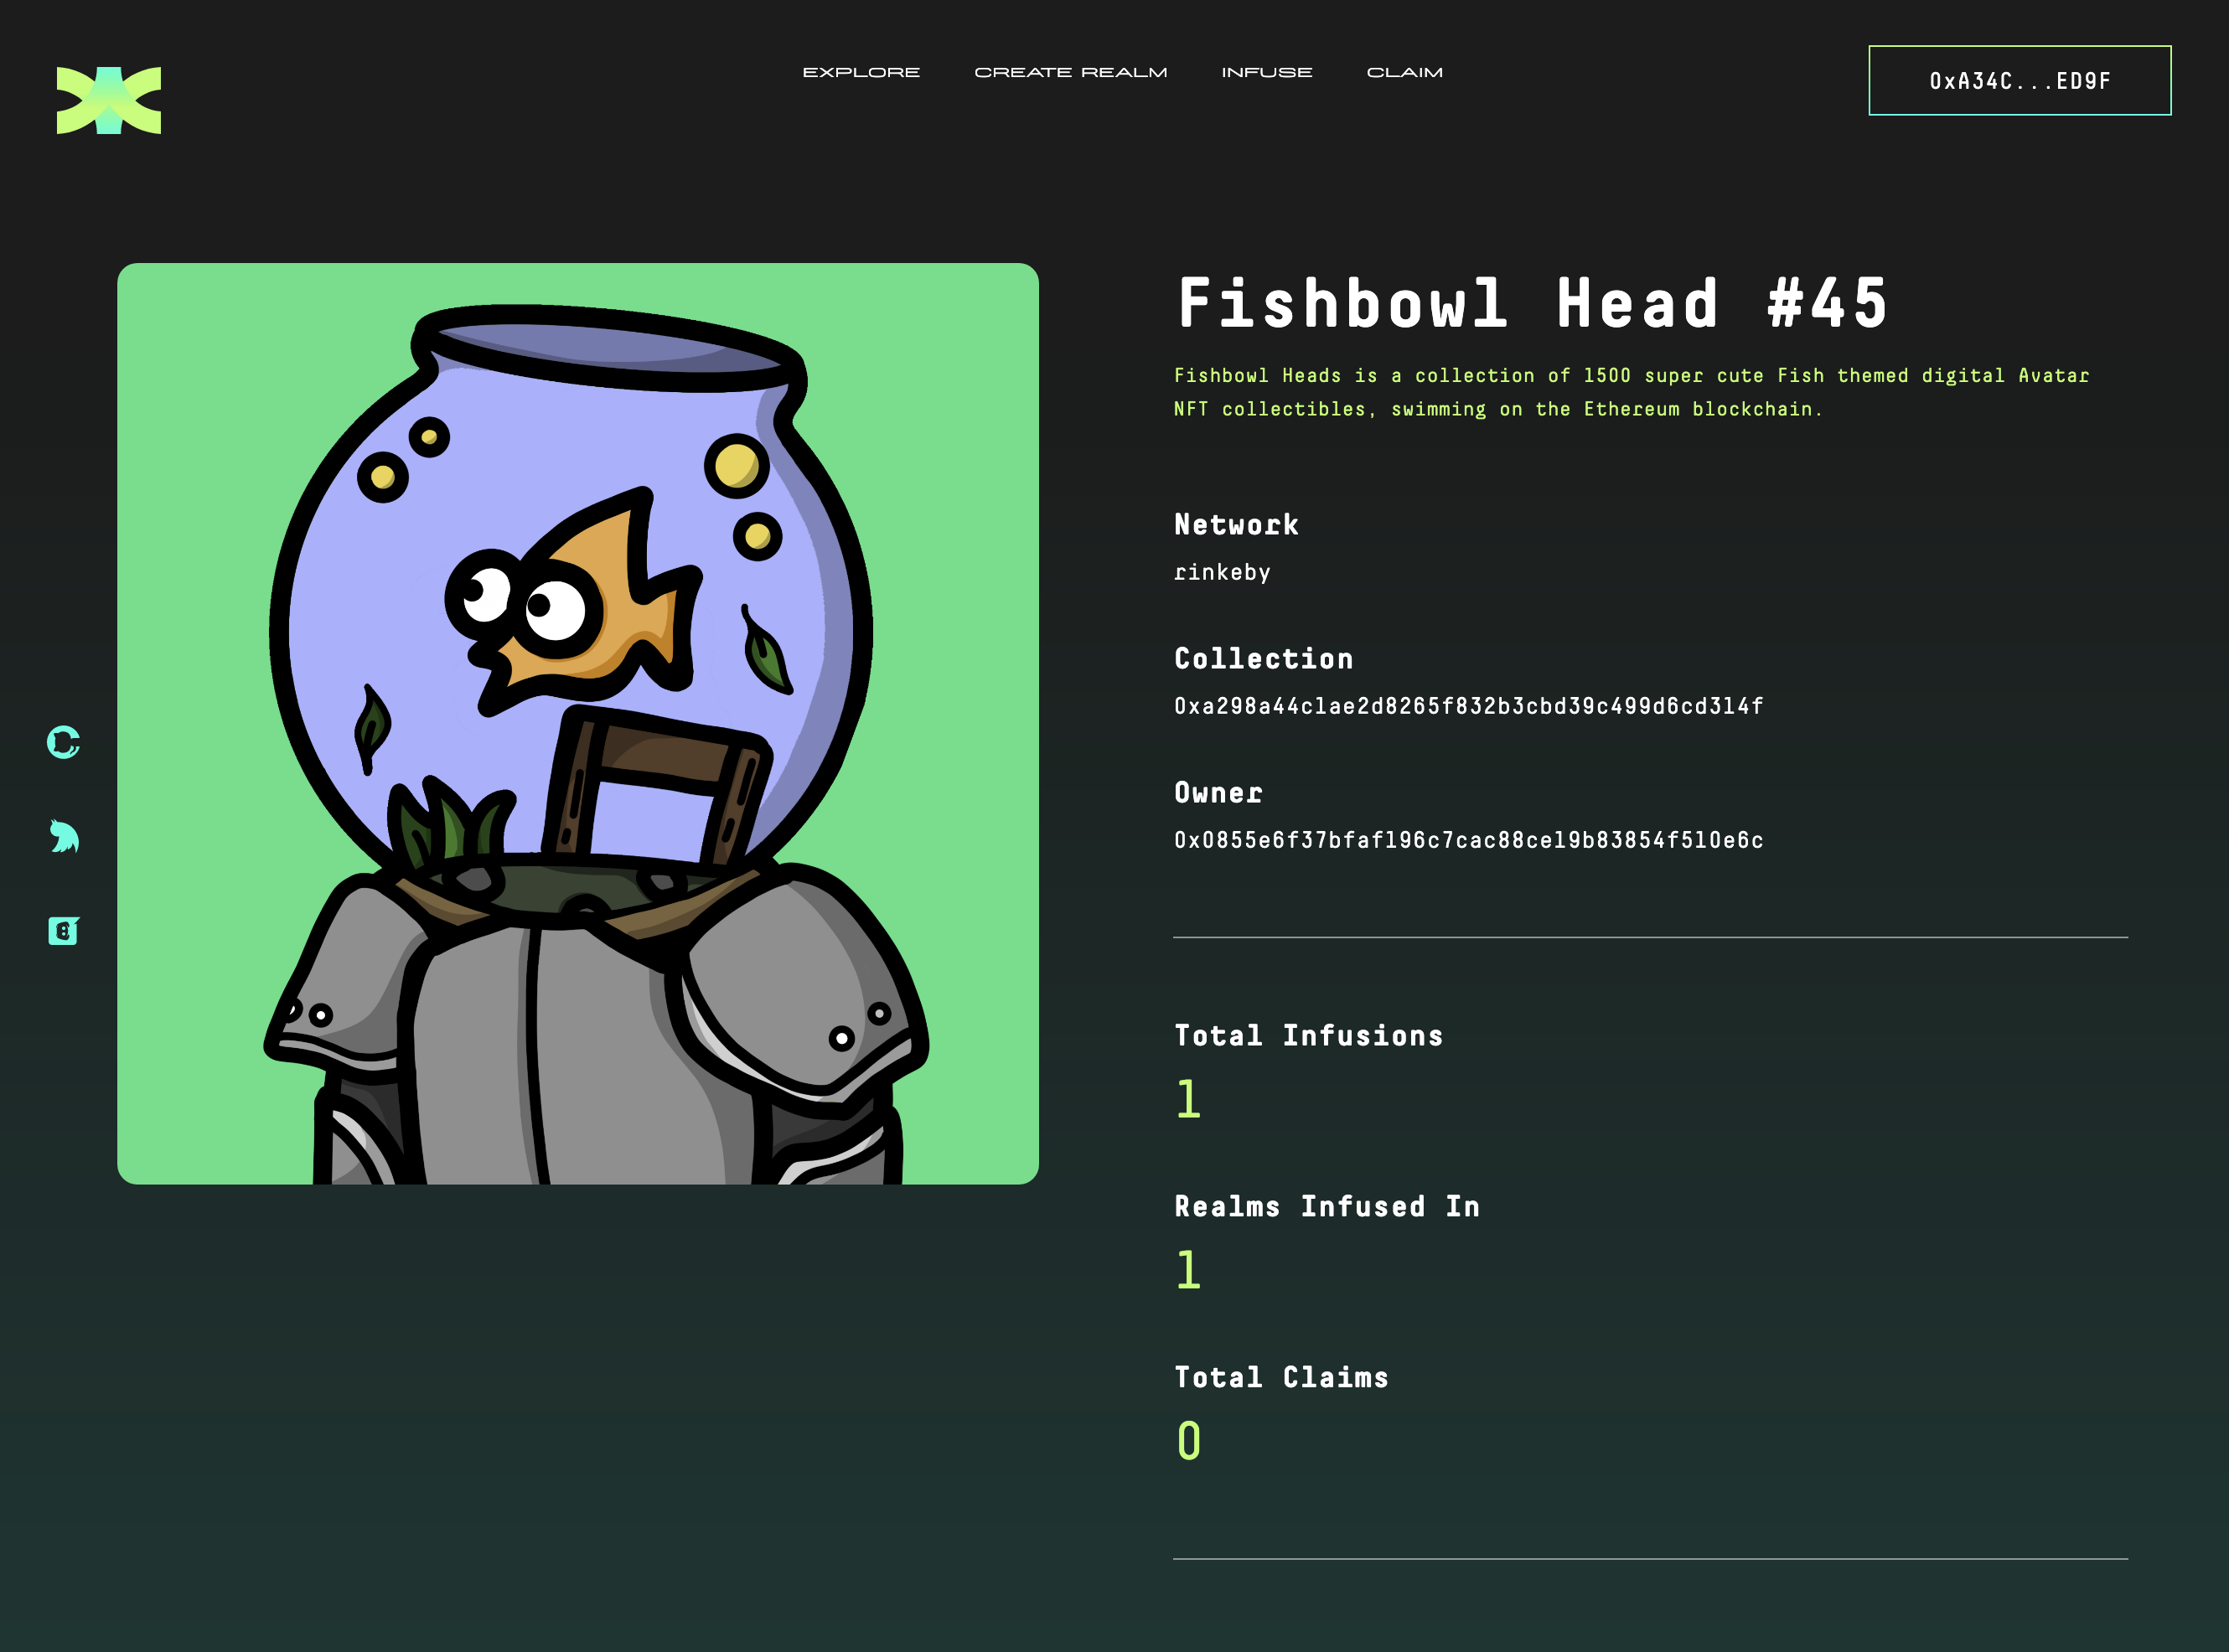 EXPLORE
CREATE REALM
INFUSE
CLAIM
0xA34C...ED9F
Fishbowl Head #45
Fishbowl Heads is a collection of 1500 super cute Fish themed digital Avatar
NFT collectibles, swimming on the Ethereum blockchain.
Network
rinkeby
Collection
0xa298a44c1ae2d8265f832b3cbd39c499d6cd314f
Owner
0x0855e6f37bfaf196c7cac88ce19b83854f510e6c
Total Infusions
1
Realms Infused In
1
Total Claims
0